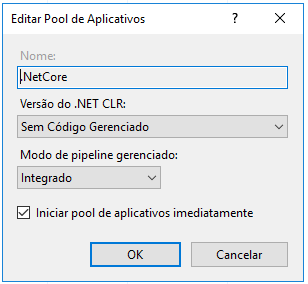 Editar Pool de Aplicativos
Nome:
.NetCore
Versão do .NET CLR:
Sem Código Gerenciado
Modo de pipeline gerenciado:
Integrado
Iniciar pool de aplicativos imediatamente
OK
Cancelar